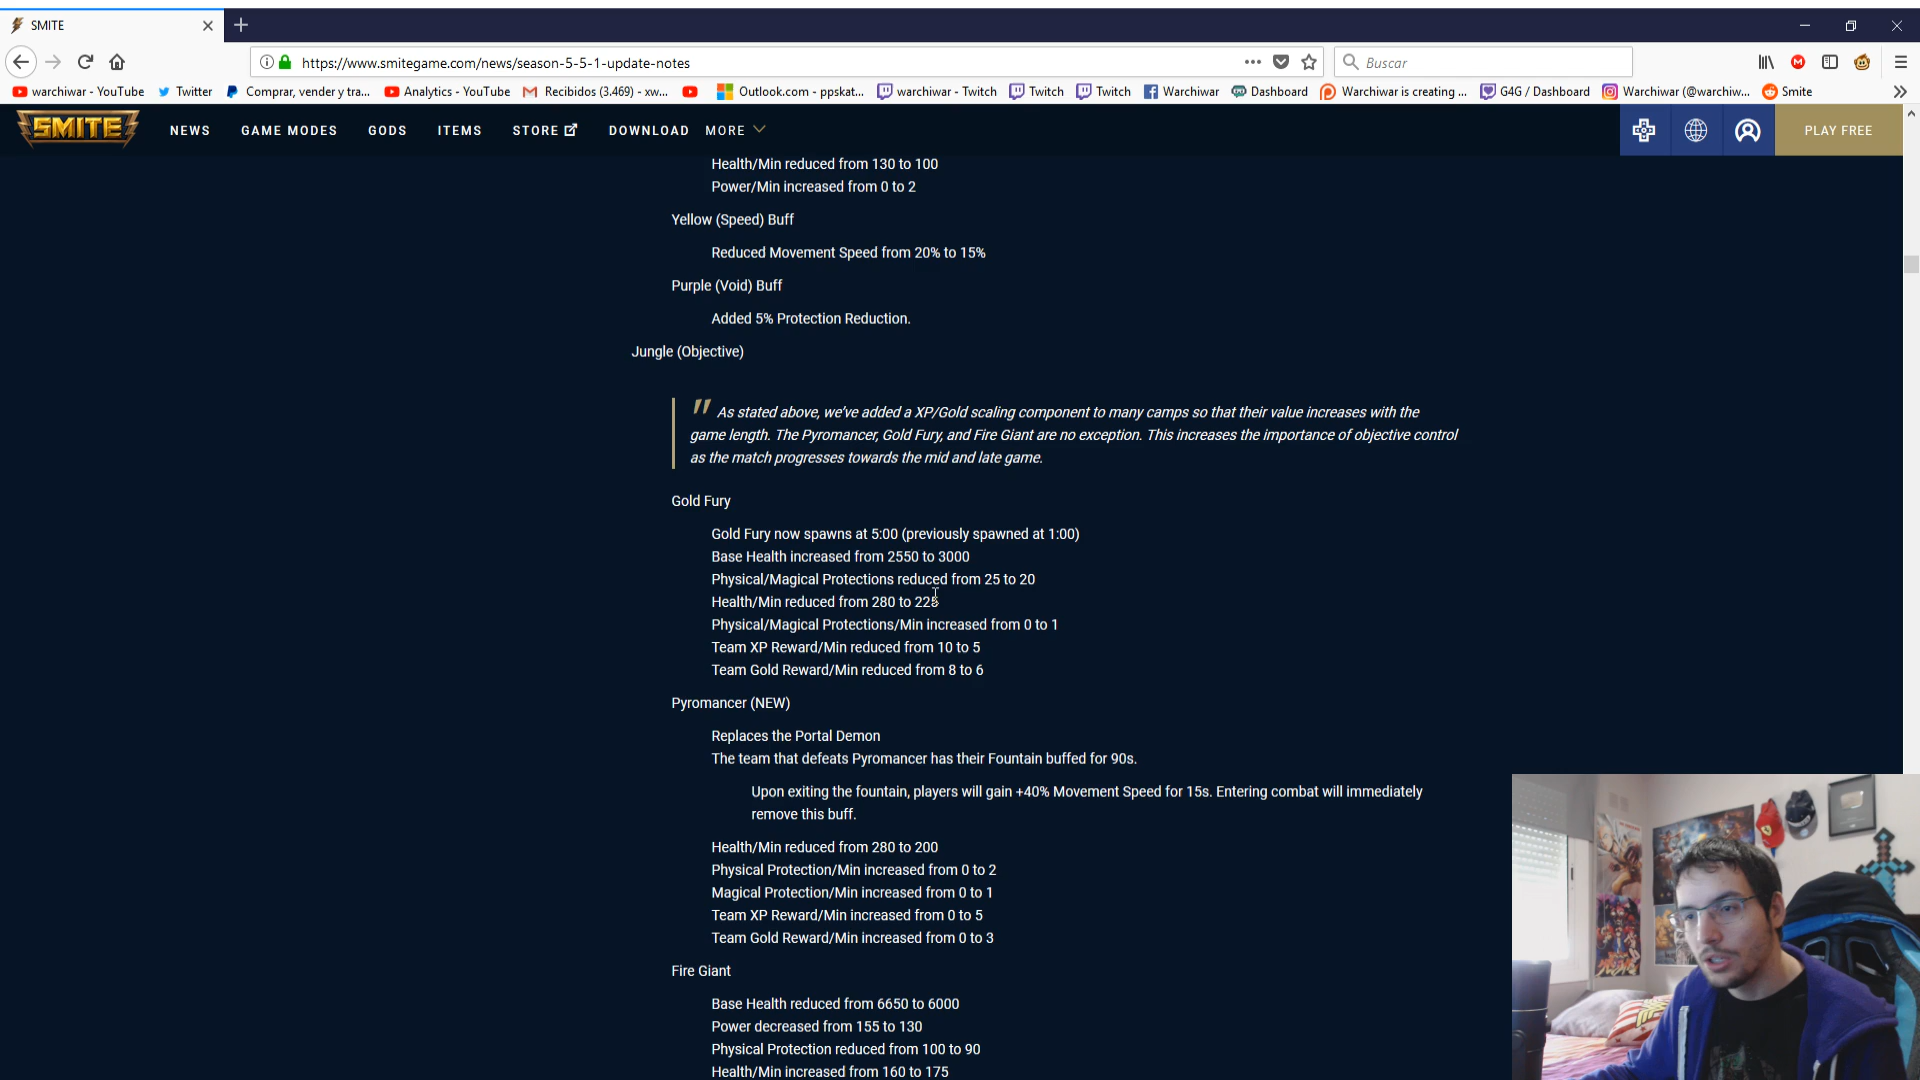 SMITE
https://www.smitegame.com/news/season-5-5-1-update-notes
Buscar
warchiwar - YouTube
Twitter
Comprar, vender y tra...
Analytics - YouTube
Recibidos (3.469) - xw...
Outlook.com - ppskat...
warchiwar - Twitch
Twitch
Twitch
Warchiwar
Dashboard
Warchiwar is creating ...
G4G / Dashboard
Warchiwar (@warchiw...
Smite
SMITE
NEWS
GAME MODES
GODS
ITEMS
STORE
DOWNLOAD
MORE
PLAY FREE
Health/Min reduced from 130 to 100
Power/Min increased from 0 to 2
Yellow (Speed) Buff
Reduced Movement Speed from 20% to 15%
Purple (Void) Buff
Added 5% Protection Reduction.
Jungle (Objective)
" As stated above, we've added a XP/Gold scaling component to many camps so that their value increases with the
game length. The Pyromancer, Gold Fury, and Fire Giant are no exception. This increases the importance of objective control
as the match progresses towards the mid and late game.
Gold Fury
Gold Fury now spawns at 5:00 (previously spawned at 1:00)
Base Health increased from 2550 to 3000
Physical/Magical Protections reduced from 25 to 20
Health/Min reduced from 280 to
Physical/Magical Protections/Min increased from 0 to 1
Team XP Reward/Min reduced from 10 to 5
Team Gold Reward/Min reduced from 8 to 6
Pyromancer (NEW)
Replaces the Portal Demon
The team that defeats Pyromancer has their Fountain buffed for 90s.
Upon exiting the fountain, players will gain +40% Movement Speed for 15s. Entering combat will immediately
remove this buff.
Health/Min reduced from 280 to 200
Physical Protection/Min increased from 0 to 2
Magical Protection/Min increased from 0 to 1
Team XP Reward/Min increased from 0 to 5
Team Gold Reward/Min increased from 0 to 3
Fire Giant
Base Health reduced from 6650 to 6000
Power decreased from 155 to 130
Physical Protection reduced from 100 to 90
Health/Min increased from 160 to 175